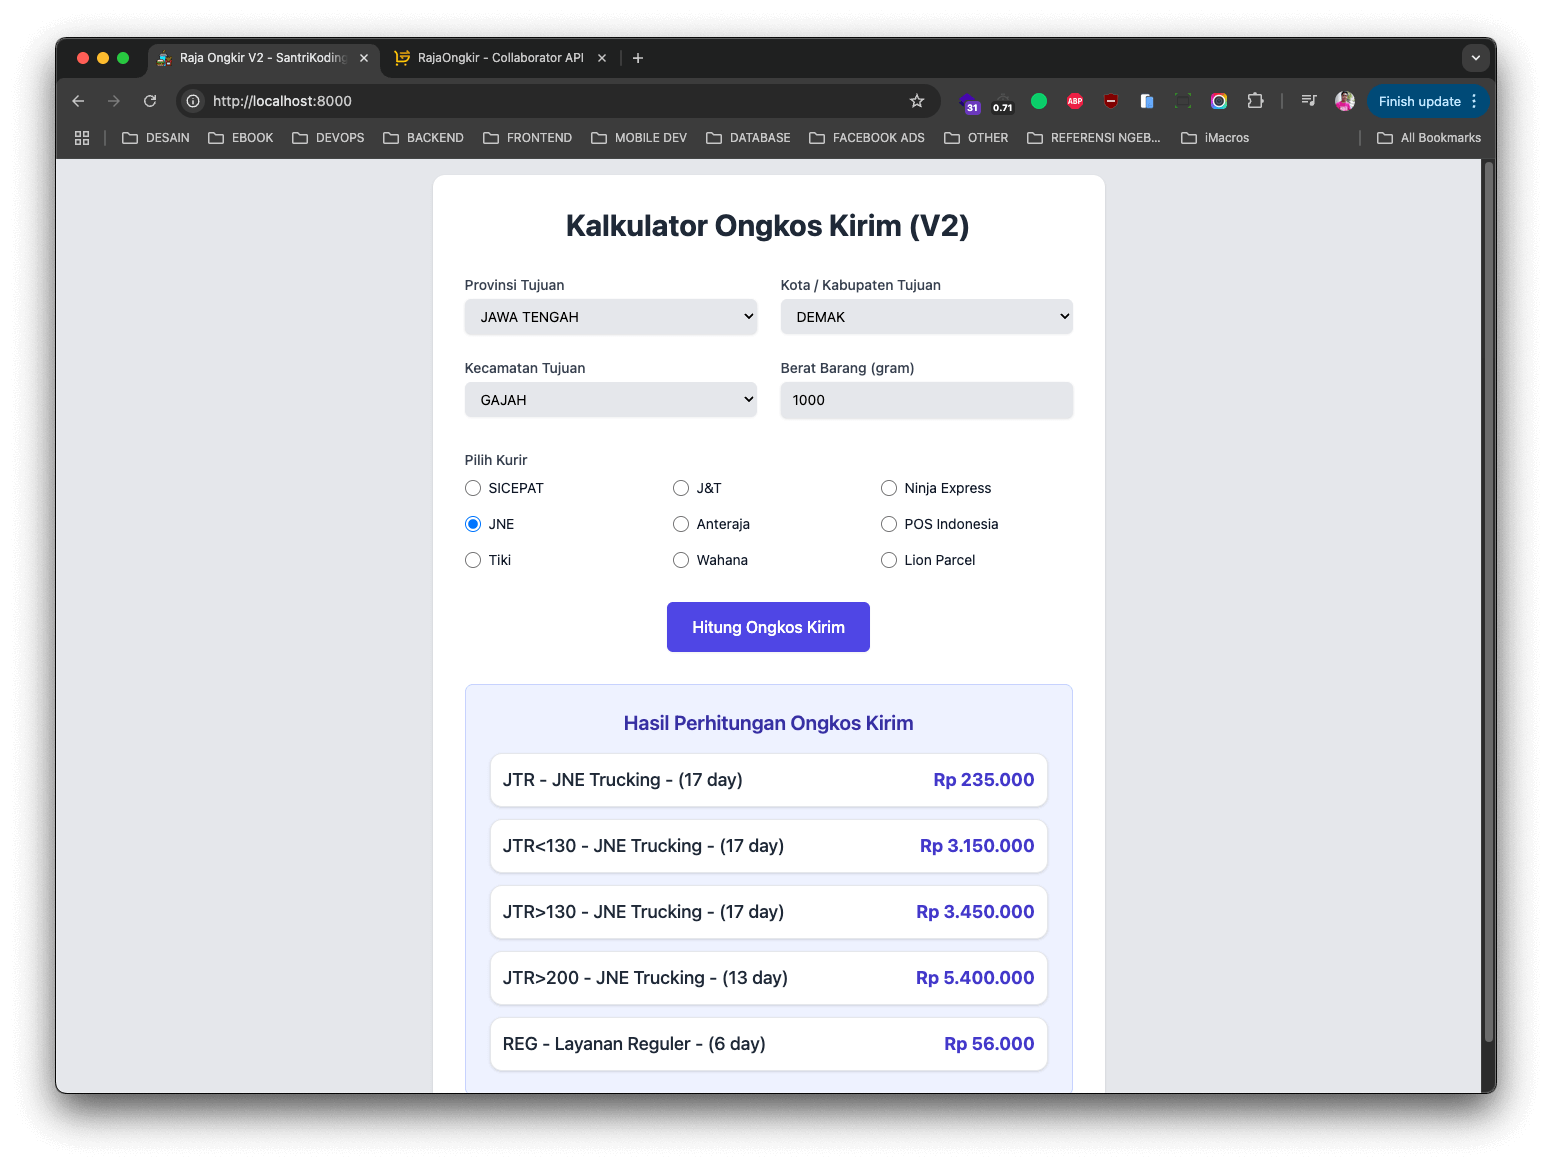 Raja Ongkir V2 - SantriKoding
RajaOngkir - Collaborator API
http://localhost:8000
31
0.71
ABP
Finish update
DESAIN
EBOOK
DEVOPS
BACKEND
FRONTEND
MOBILE DEV
DATABASE
FACEBOOK ADS
OTHER
REFERENSI NGEB...
iMacros
All Bookmarks
Kalkulator Ongkos Kirim (V2)
Provinsi Tujuan
Kota / Kabupaten Tujuan
JAWA TENGAH
DEMAK
Kecamatan Tujuan
Berat Barang (gram)
GAJAH
1000
Pilih Kurir
SICEPAT
J&T
Ninja Express
JNE
Anteraja
POS Indonesia
Tiki
Wahana
Lion Parcel
Hitung Ongkos Kirim
Hasil Perhitungan Ongkos Kirim
JTR - JNE Trucking - (17 day) Rp 235.000
JTR<130 - JNE Trucking - (17 day) Rp 3.150.000
JTR>130 - JNE Trucking - (17 day) Rp 3.450.000
JTR>200 - JNE Trucking - (13 day) Rp 5.400.000
REG - Layanan Reguler - (6 day) Rp 56.000